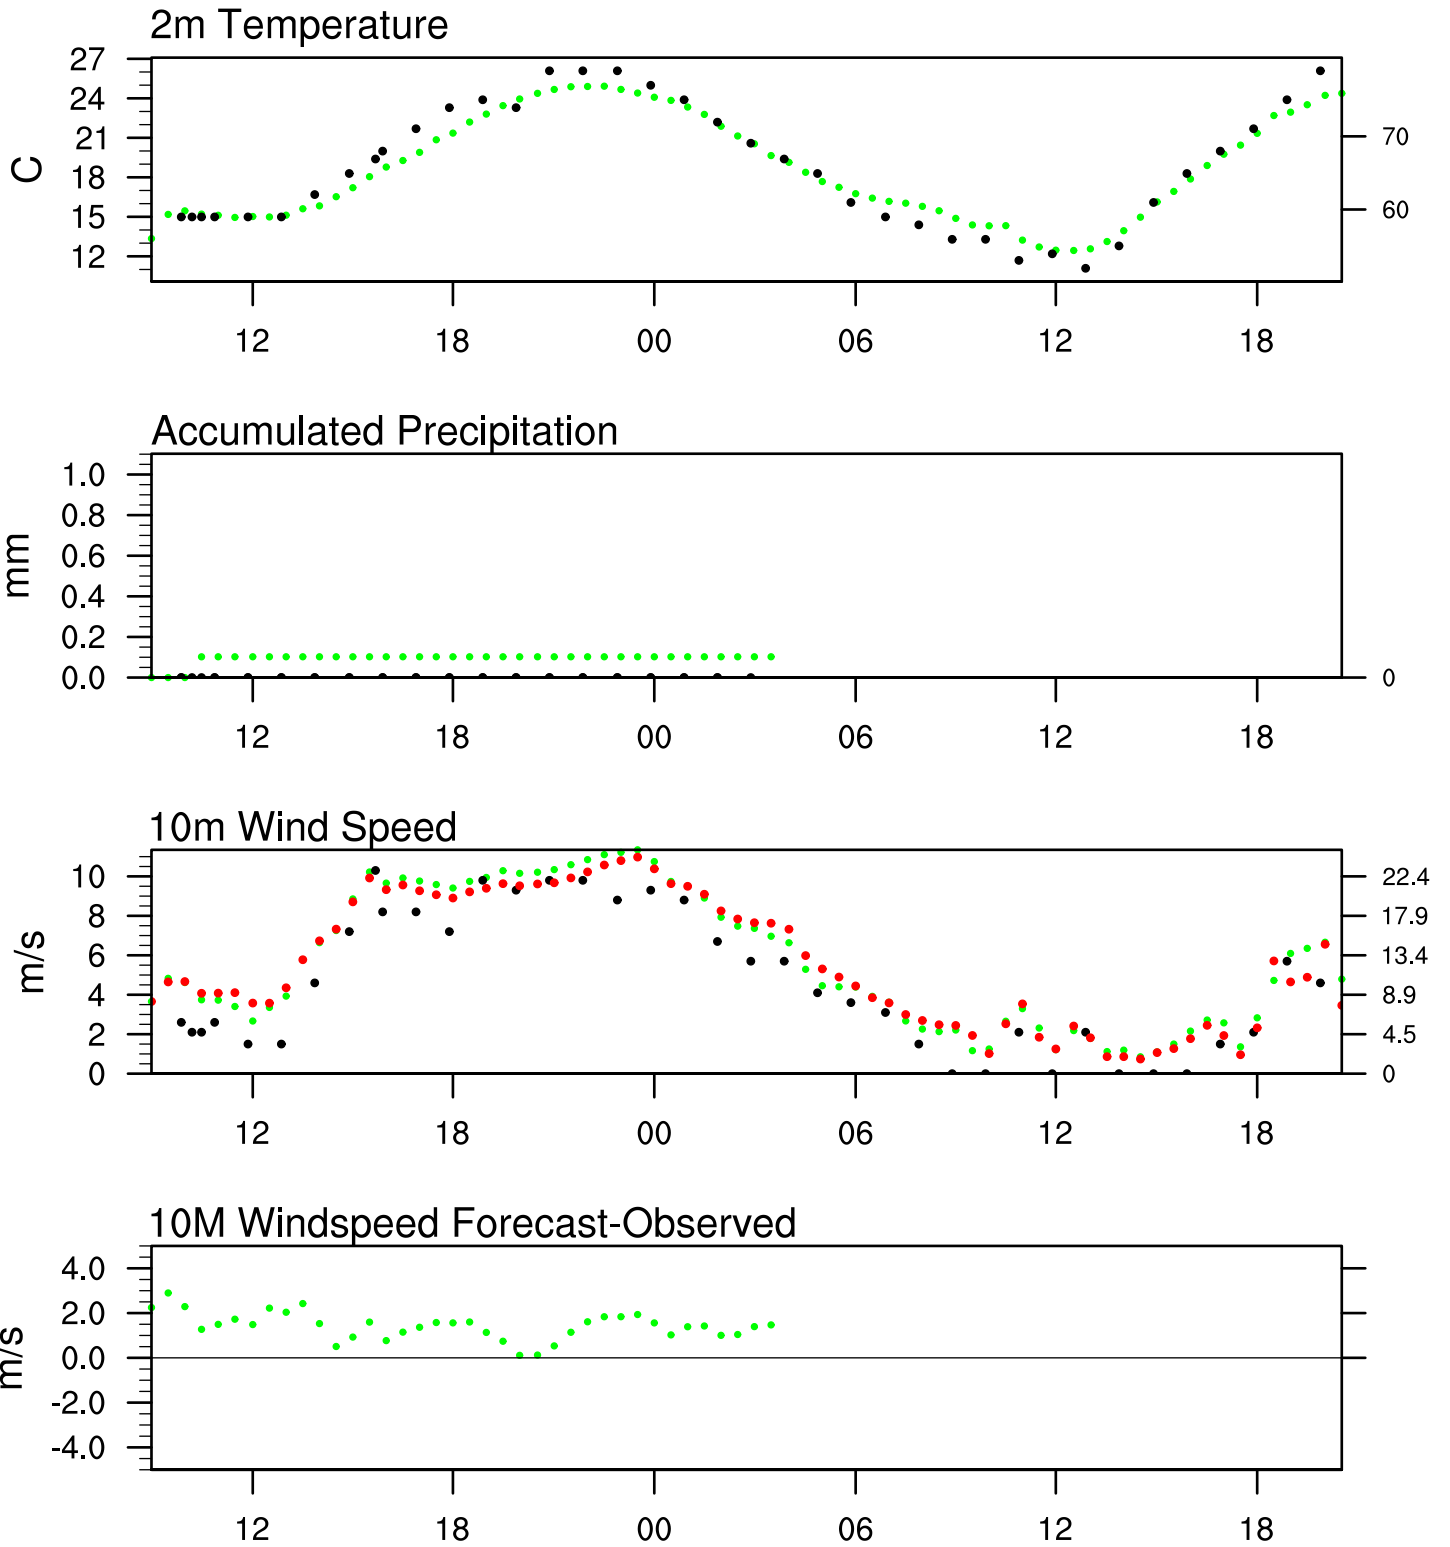 2m Temperature
27
24
21
18
15
12
C
70
60
12 18 00 06 12 18
Accumulated Precipitation
1.0
0.8
0.6
0.4
0.2
0.0
mm
0
12 18 00 06 12 18
10m Wind Speed
10
8
6
4
2
0
m/s
22.4
17.9
13.4
8.9
4.5
0
12 18 00 06 12 18
10M Windspeed Forecast-Observed
4.0
2.0
0.0
-2.0
-4.0
m/s
12 18 00 06 12 18